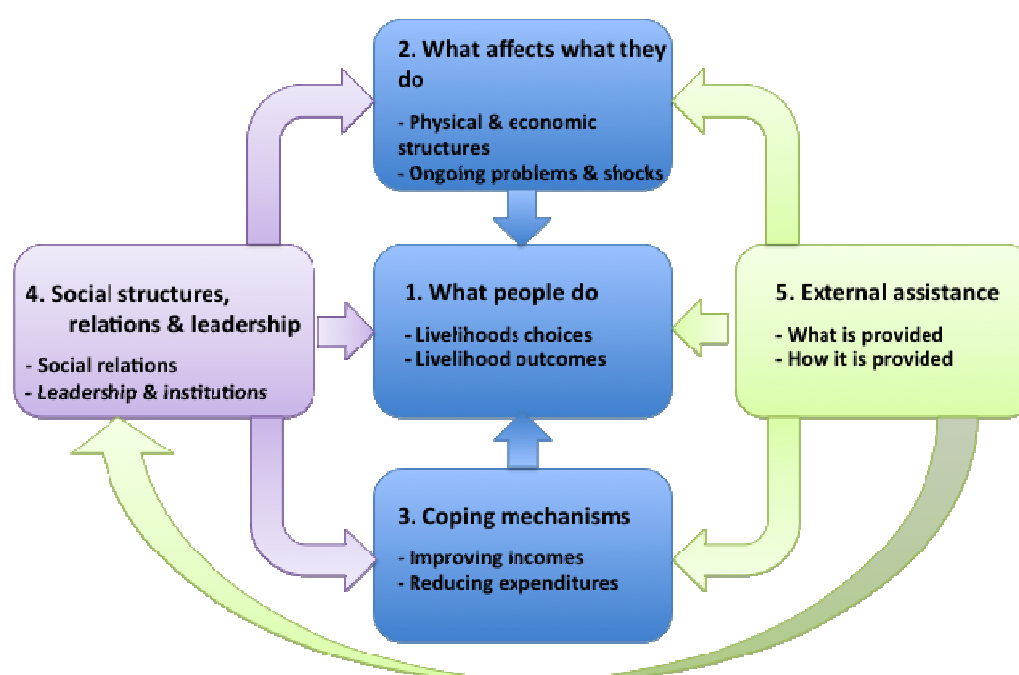 2. What affects what they
do
- Physical & economic
structures
- Ongoing problems & shocks
4. Social structures,
relations & leadership
- Social relations
- Leadership & institutions
1. What people do
- Livelihoods choices
- Livelihood outcomes
5. External assistance
- What is provided
- How it is provided
3. Coping mechanisms
- Improving incomes
- Reducing expenditures